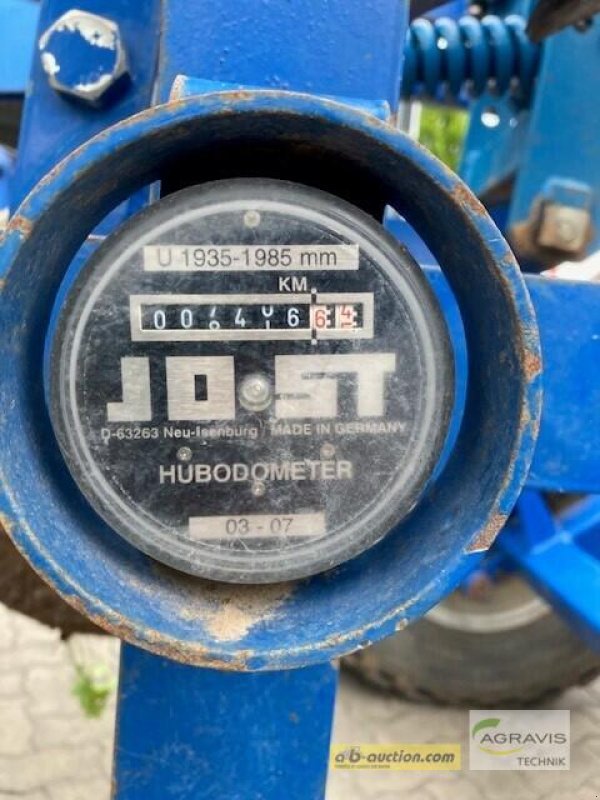 U 1935-1985 mm
KM
JOST
D-63263 Neu-Isenburg / MADE IN GERMANY
HUBODOMETER
03 - 07
ab-auction.com
AGRAVIS
TECHNIK